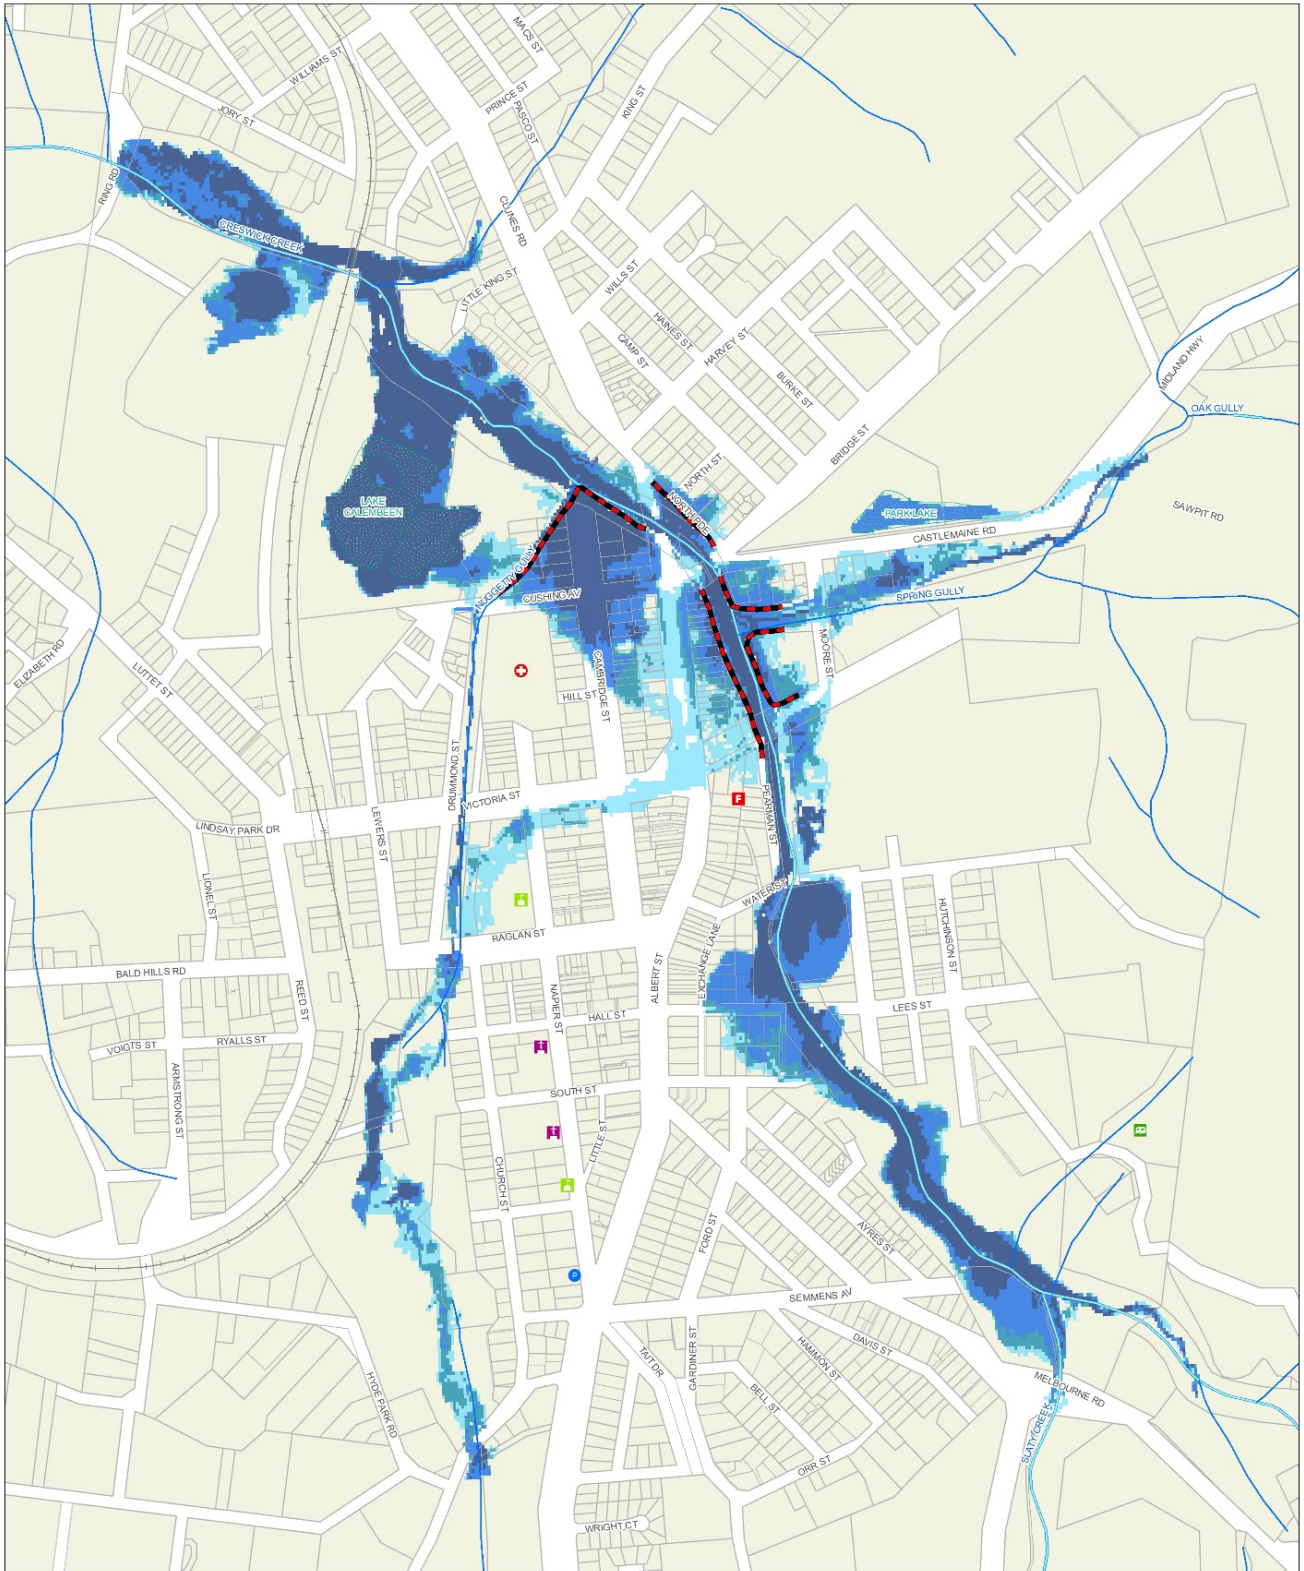 MACS ST
WILLIAMS ST
PRINCE ST
PASCO ST
KING ST
JORY ST
RING RD
CRESWICK CREEK
CLUNES RD
LITTLE KING ST
WILLS ST
HAINES ST
CAMP ST
HARVEY ST
BURKE ST
MIDLAND HWY
OAK GULLY
BRIDGE ST
NORTH ST
NORTH PDE
LAKE
CALEMBEEN
PARK LAKE
SAWPIT RD
CASTLEMAINE RD
NUGGETTY GULLY
CUSHING AV
SPRING GULLY
ELIZABETH RD
LUTTET ST
CAMBRIDGE ST
MOORE ST
HILL ST
DRUMMOND ST
VICTORIA ST
F
PEARMAN ST
LINDSAY PARK DR
LEWERS ST
LIONEL ST
WATER ST
HUTCHINSON ST
RAGLAN ST
EXCHANGE LANE
ALBERT ST
BALD HILLS RD
REED ST
NAPIER ST
HALL ST
LEES ST
VOIGTS ST
RYALLS ST
ARMSTRONG ST
SOUTH ST
LITTLE ST
CHURCH ST
FORD ST
AYRES ST
P
SEMMENS AV
GARDINER ST
TAIT DR
HAMMON ST
DAVIS ST
BELL ST
HYDE PARK RD
MELBOURNE RD
SLATY CREEK
ORR ST
WRIGHT CT